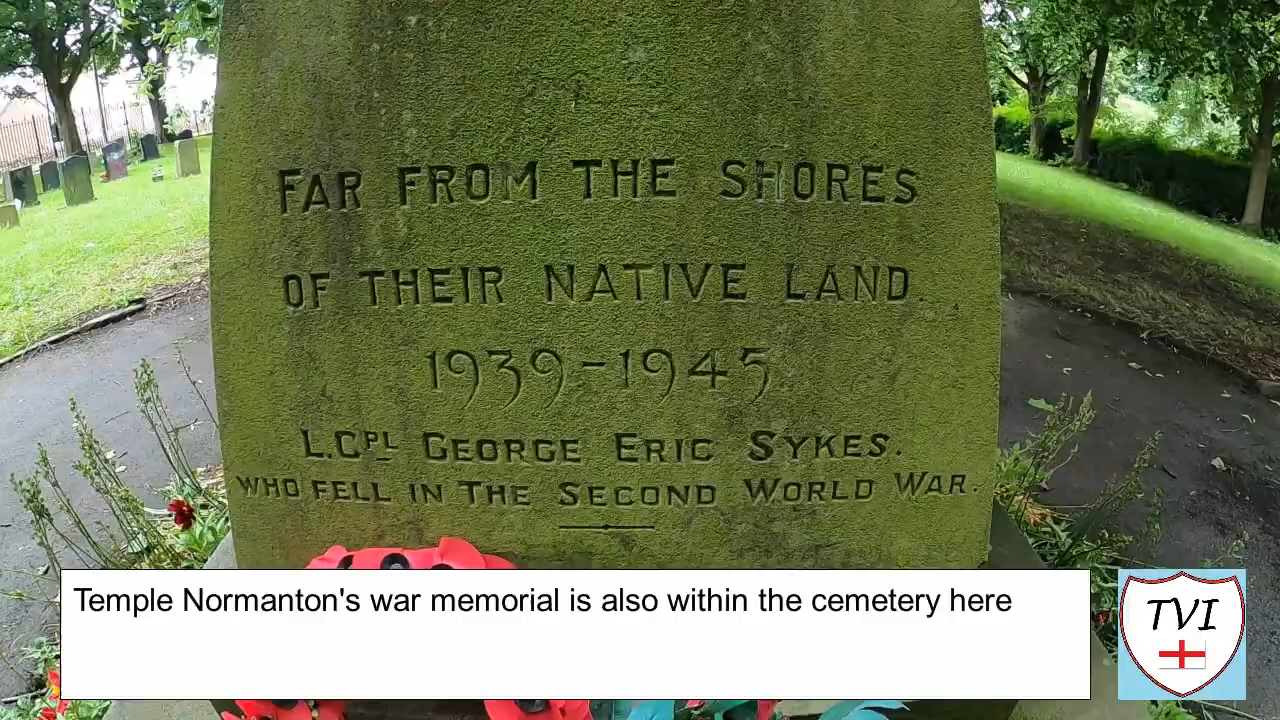 FAR FROM THE SHORES
OF THEIR NATIVE LAND.
1939-1945
L.CPL GEORGE ERIC SYKES.
WHO FELL IN THE SECOND WORLD WAR.
Temple Normanton's war memorial is also within the cemetery here
TVI